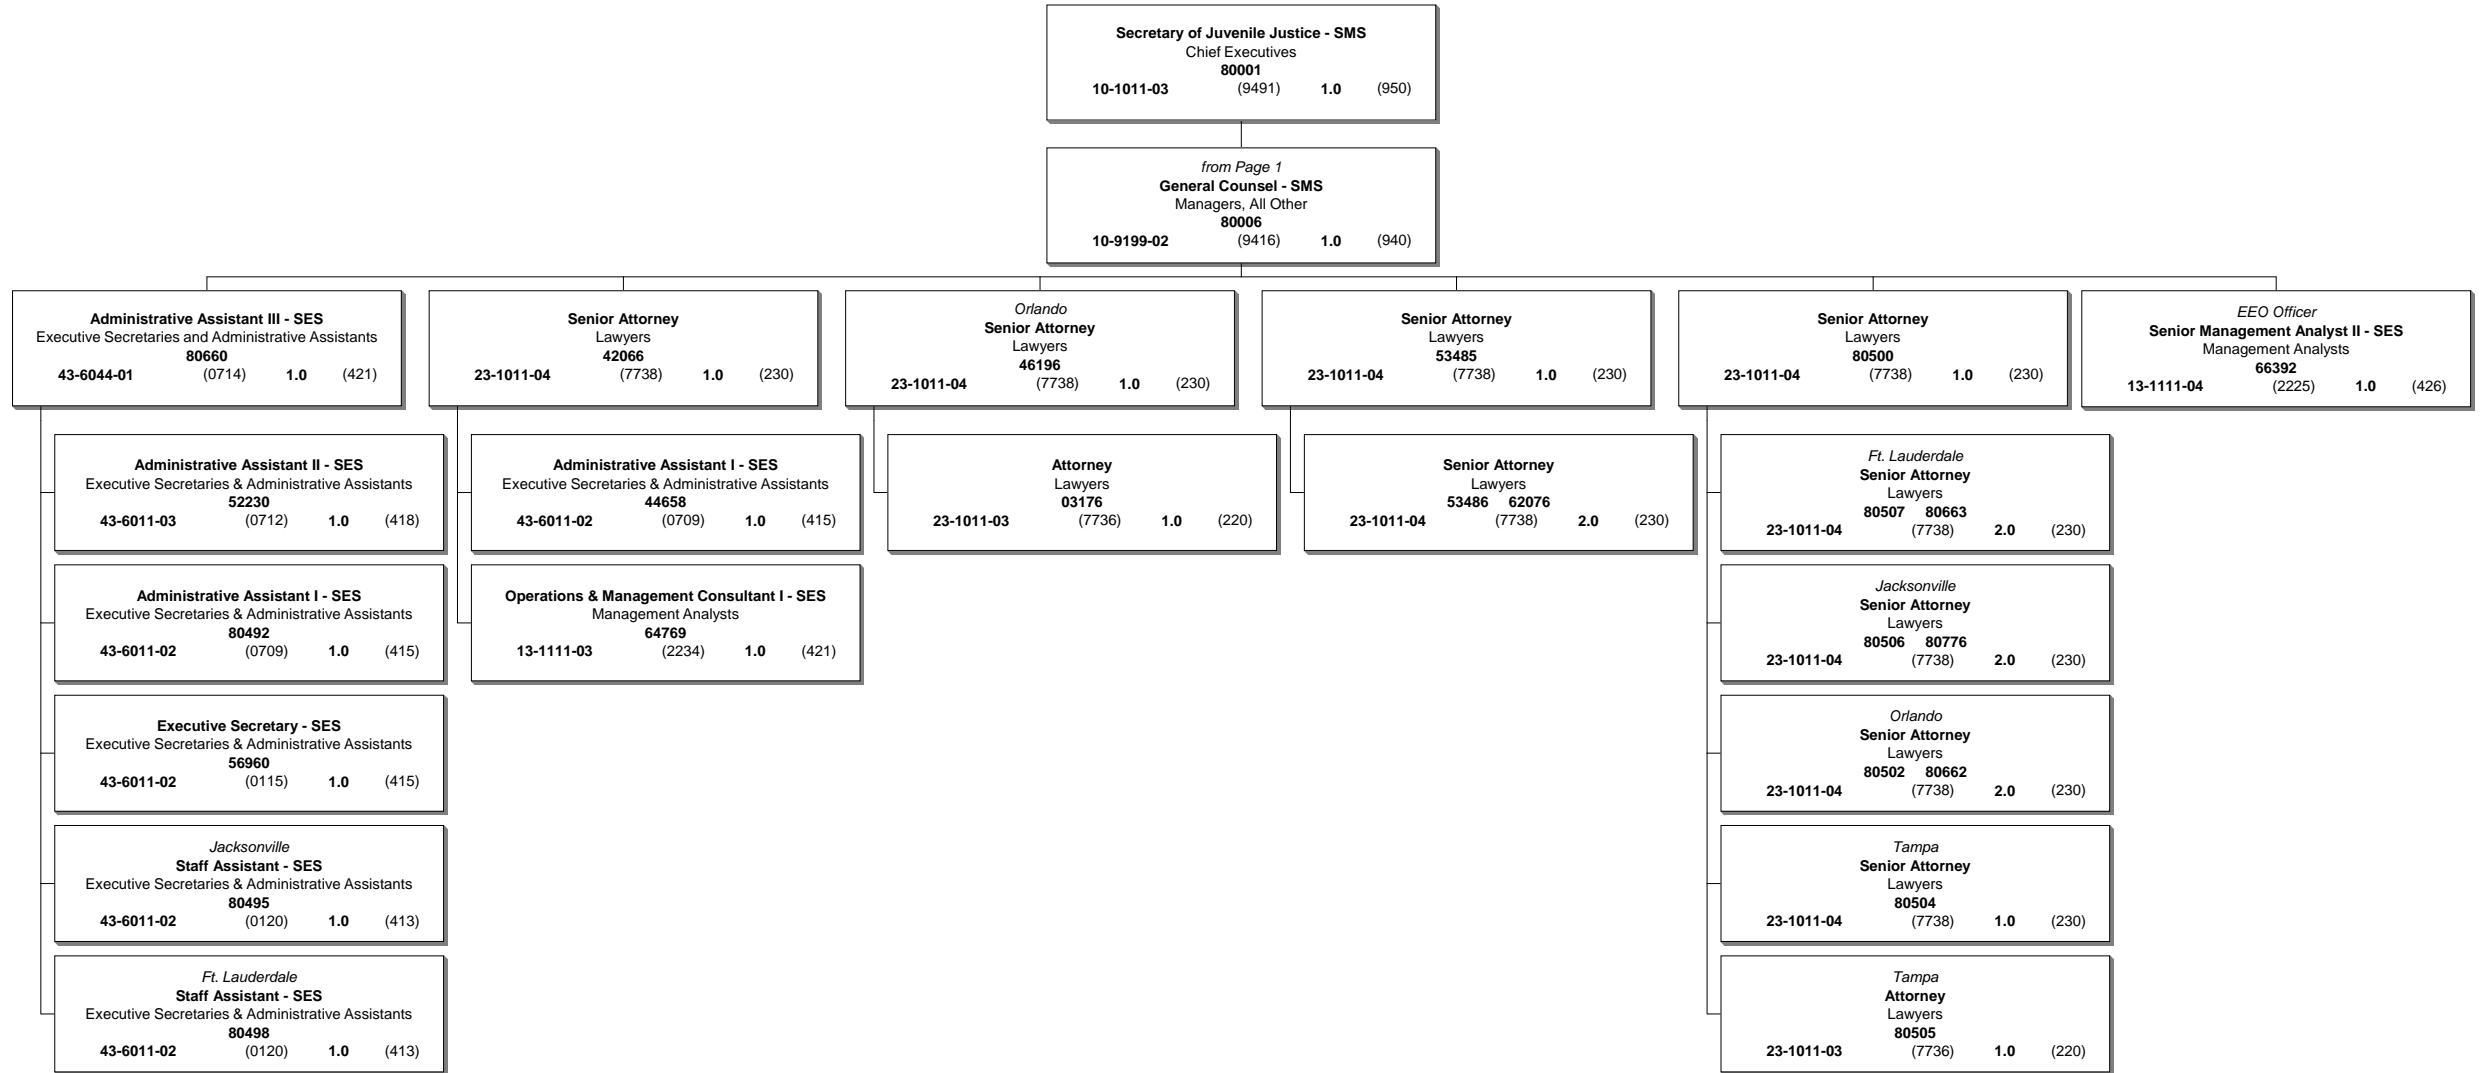 Secretary of Juvenile Justice - SMS
Chief Executives
80001
10-1011-03 (9491) 1.0 (950)
from Page 1
General Counsel - SMS
Managers, All Other
80006
10-9199-02 (9416) 1.0 (940)
Administrative Assistant III - SES
Executive Secretaries and Administrative Assistants
80660
43-6044-01 (0714) 1.0 (421)
Senior Attorney
Lawyers
42066
23-1011-04 (7738) 1.0 (230)
Orlando
Senior Attorney
Lawyers
46196
23-1011-04 (7738) 1.0 (230)
Senior Attorney
Lawyers
53485
23-1011-04 (7738) 1.0 (230)
Senior Attorney
Lawyers
80500
23-1011-04 (7738) 1.0 (230)
EEO Officer
Senior Management Analyst II - SES
Management Analysts
66392
13-1111-04 (2225) 1.0 (426)
Administrative Assistant II - SES
Executive Secretaries & Administrative Assistants
52230
43-6011-03 (0712) 1.0 (418)
Administrative Assistant I - SES
Executive Secretaries & Administrative Assistants
80492
43-6011-02 (0709) 1.0 (415)
Executive Secretary - SES
Executive Secretaries & Administrative Assistants
56960
43-6011-02 (0115) 1.0 (415)
Jacksonville
Staff Assistant - SES
Executive Secretaries & Administrative Assistants
80495
43-6011-02 (0120) 1.0 (413)
Ft. Lauderdale
Staff Assistant - SES
Executive Secretaries & Administrative Assistants
80498
43-6011-02 (0120) 1.0 (413)
Administrative Assistant I - SES
Executive Secretaries & Administrative Assistants
44658
43-6011-02 (0709) 1.0 (415)
Operations & Management Consultant I - SES
Management Analysts
64769
13-1111-03 (2234) 1.0 (421)
Attorney
Lawyers
03176
23-1011-03 (7736) 1.0 (220)
Senior Attorney
Lawyers
53486 62076
23-1011-04 (7738) 2.0 (230)
Ft. Lauderdale
Senior Attorney
Lawyers
80507 80663
23-1011-04 (7738) 2.0 (230)
Jacksonville
Senior Attorney
Lawyers
80506 80776
23-1011-04 (7738) 2.0 (230)
Orlando
Senior Attorney
Lawyers
80502 80662
23-1011-04 (7738) 2.0 (230)
Tampa
Senior Attorney
Lawyers
80504
23-1011-04 (7738) 1.0 (230)
Tampa
Attorney
Lawyers
80505
23-1011-03 (7736) 1.0 (220)